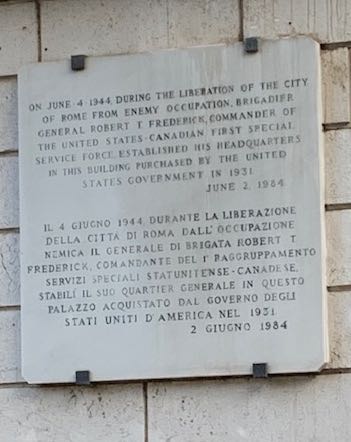 ON JUNE·4·1944, DURING THE LIBERATION OF THE CITY
OF ROME FROM ENEMY OCCUPATION, BRIGADIER
GENERAL ROBERT T. FREDERICK, COMMANDER OF
THE UNITED STATES-CANADIAN FIRST SPECIAL
SERVICE FORCE, ESTABLISHED HIS HEADQUARTERS
IN THIS BUILDING PURCHASED BY THE UNITED
STATES GOVERNMENT IN 1931.
JUNE 2, 1984
IL 4 GIUGNO 1944, DURANTE LA LIBERAZIONE
DELLA CITTÀ DI ROMA DALL'OCCUPAZIONE
NEMICA IL GENERALE DI BRIGATA ROBERT T.
FREDERICK, COMANDANTE DEL I° RAGGRUPPAMENTO
SERVIZI SPECIALI STATUNITENSE-CANADESE,
STABILÌ IL SUO QUARTIER GENERALE IN QUESTO
PALAZZO ACQUISTATO DAL GOVERNO DEGLI
STATI UNITI D'AMERICA NEL 1931.
2 GIUGNO 1984